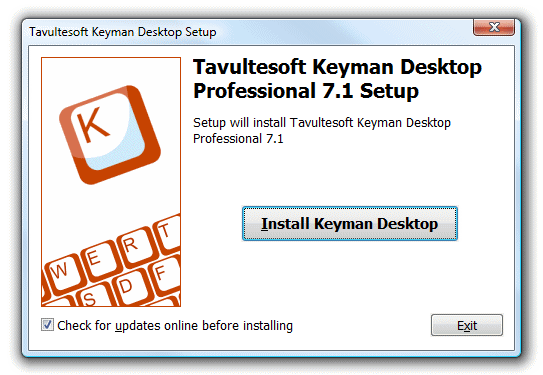 Tavultesoft Keyman Desktop Setup
Tavultesoft Keyman Desktop
Professional 7.1 Setup
Setup will install Tavultesoft Keyman Desktop
Professional 7.1
K
Install Keyman Desktop
W E R T
S D F
Check for updates online before installing
Exit